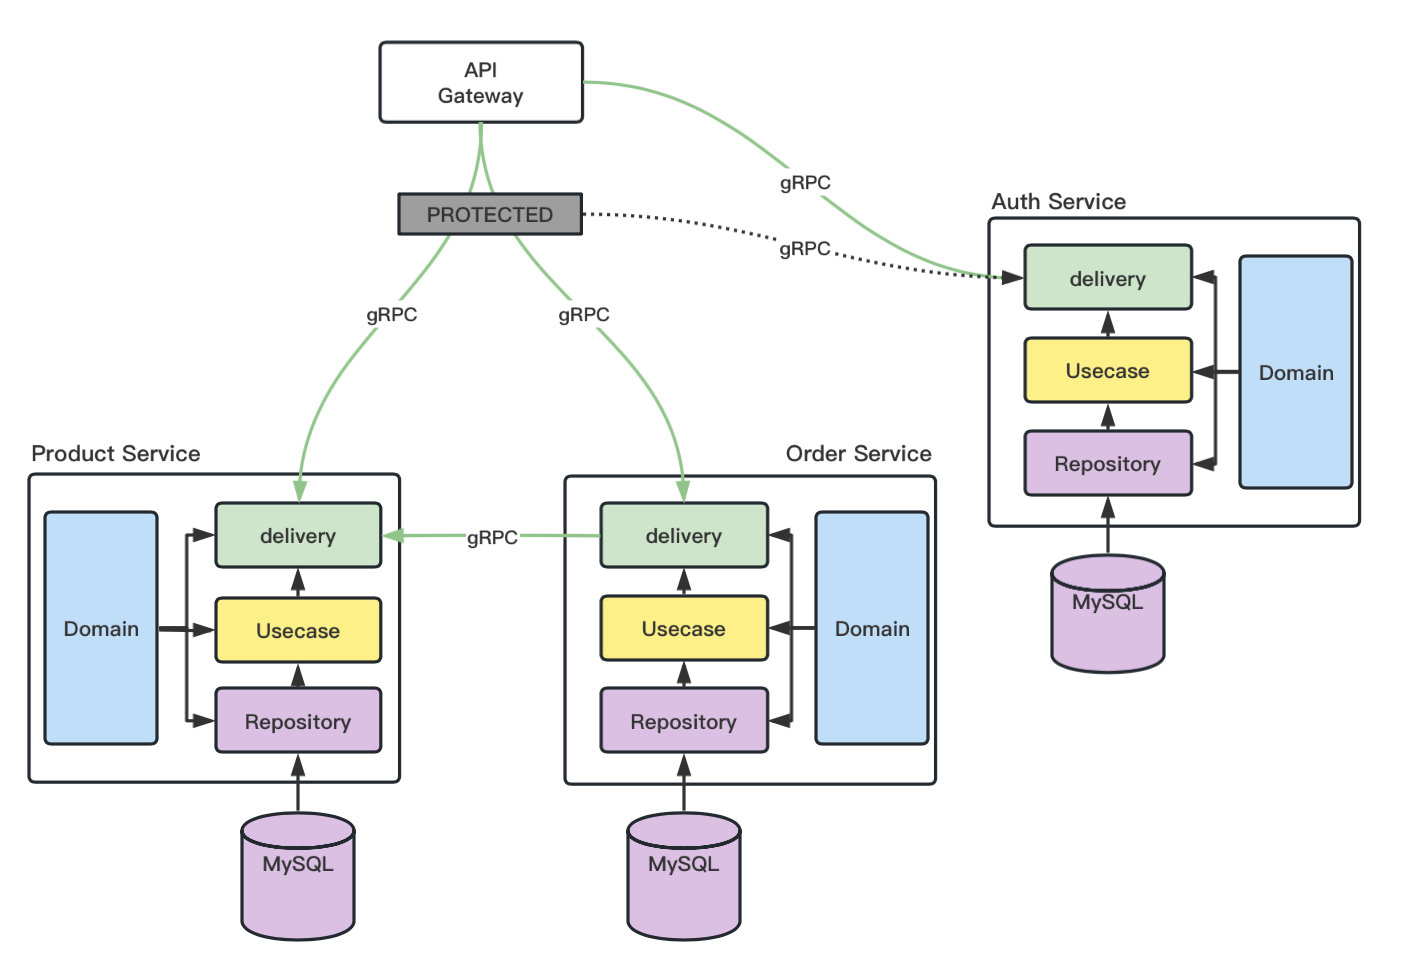 API
Gateway
gRPC
Auth Service
PROTECTED
gRPC
delivery
Usecase
Domain
Repository
MySQL
gRPC
gRPC
Product Service
Order Service
delivery
gRPC
delivery
Domain
Usecase
Usecase
Domain
Repository
Repository
MySQL
MySQL